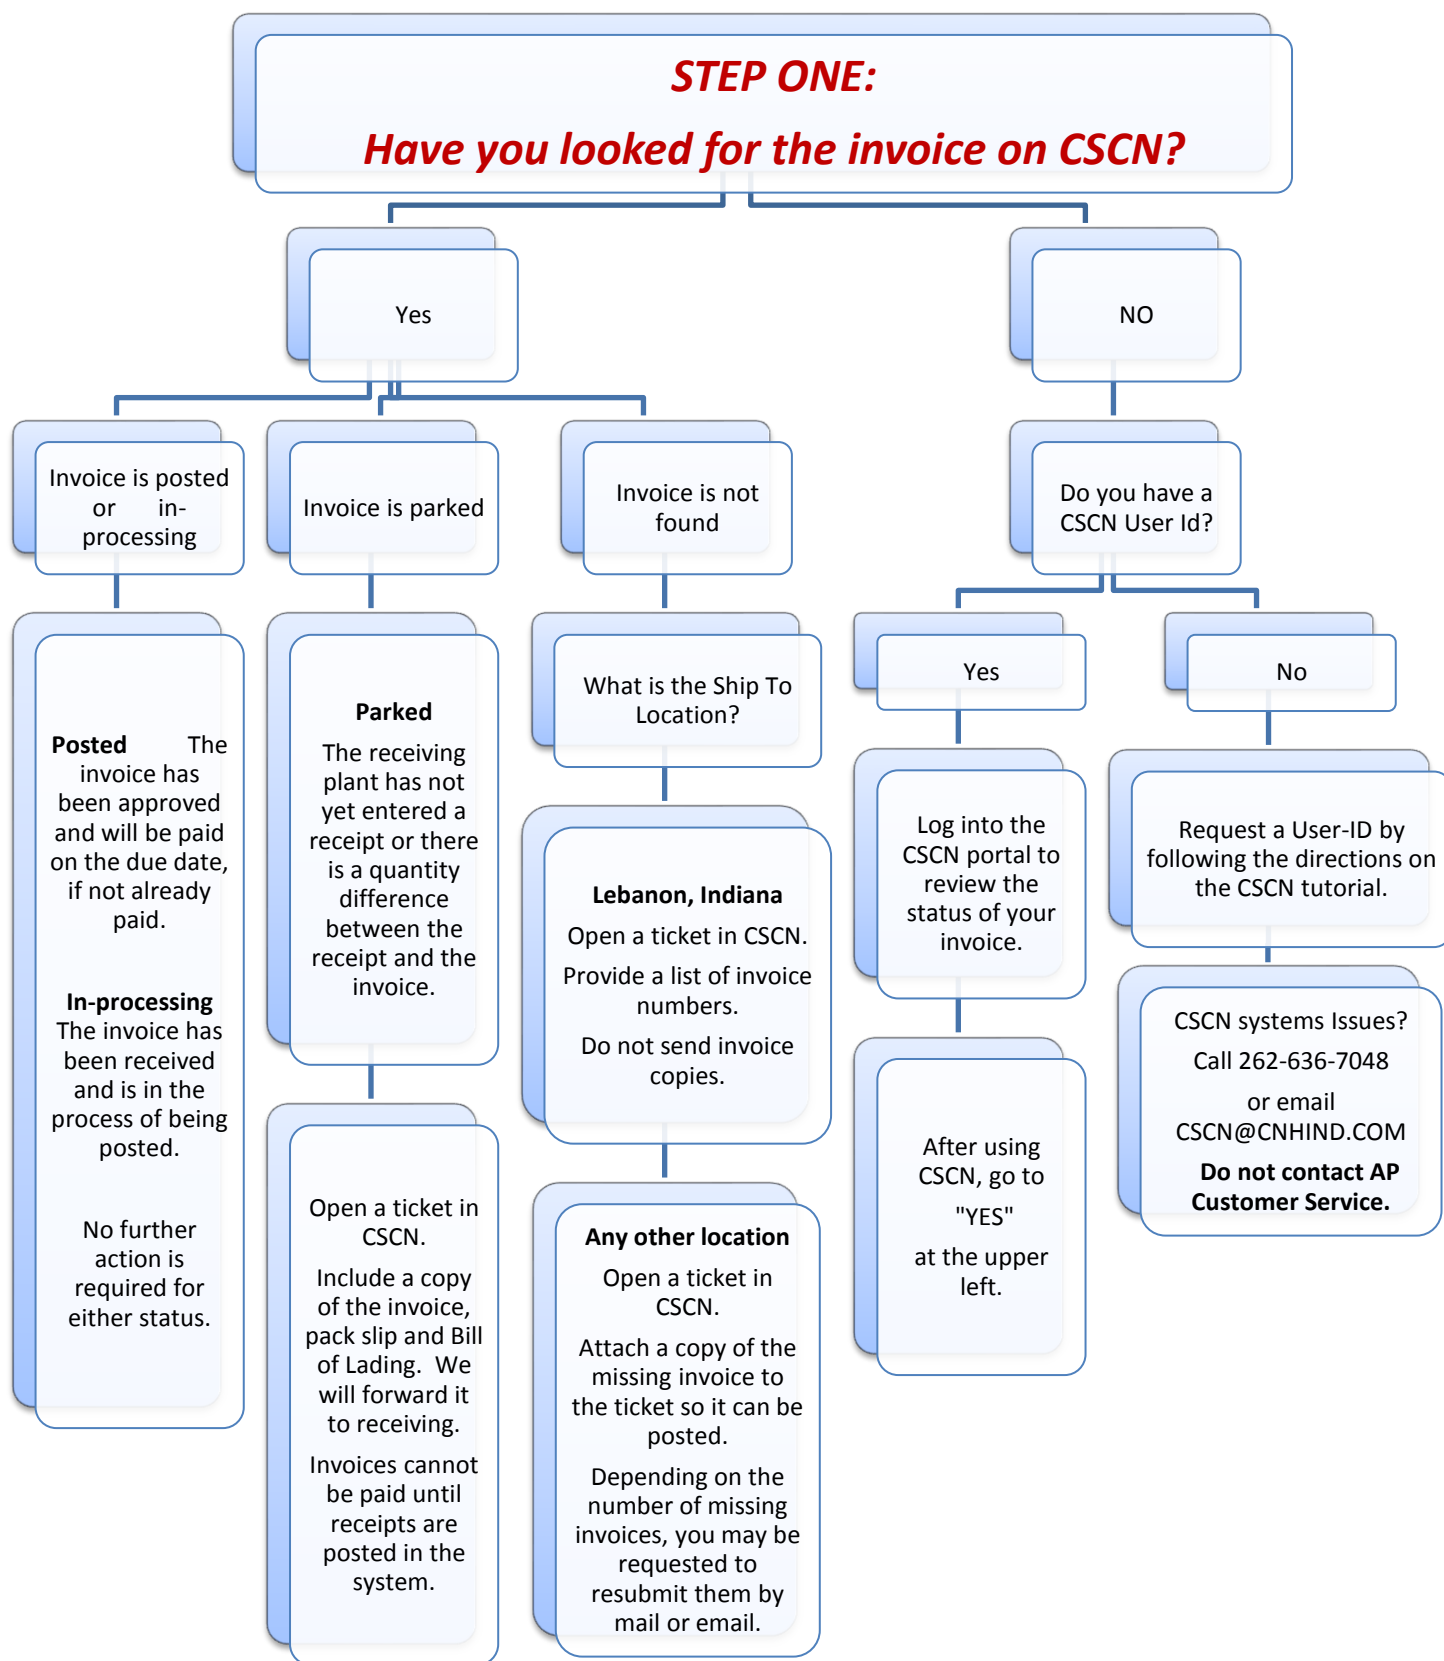 STEP ONE:
Have you looked for the invoice on CSCN?
Yes
NO
Invoice is posted
or in-
processing
Invoice is parked
Invoice is not
found
Do you have a
CSCN User Id?
Posted The
invoice has
been approved
and will be paid
on the due date,
if not already
paid.
In-processing
The invoice has
been received
and is in the
process of being
posted.
No further
action is
required for
either status.
Parked
The receiving
plant has not
yet entered a
receipt or there
is a quantity
difference
between the
receipt and the
invoice.
Open a ticket in
CSCN.
Include a copy
of the invoice,
pack slip and Bill
of Lading. We
will forward it
to receiving.
Invoices cannot
be paid until
receipts are
posted in the
system.
What is the Ship To
Location?
Lebanon, Indiana
Open a ticket in CSCN.
Provide a list of invoice
numbers.
Do not send invoice
copies.
Any other location
Open a ticket in
CSCN.
Attach a copy of the
missing invoice to
the ticket so it can be
posted.
Depending on the
number of missing
invoices, you may be
requested to
resubmit them by
mail or email.
Yes
Log into the
CSCN portal to
review the
status of your
invoice.
After using
CSCN, go to
"YES"
at the upper
left.
No
Request a User-ID by
following the directions on
the CSCN tutorial.
CSCN systems Issues?
Call 262-636-7048
or email
CSCN@CNHIND.COM
Do not contact AP
Customer Service.